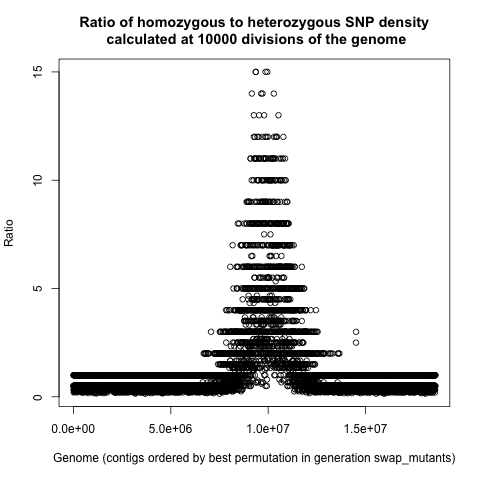 Ratio of homozygous to heterozygous SNP density
calculated at 10000 divisions of the genome
Ratio
15
10
5
0
0.0e+00 5.0e+06 1.0e+07 1.5e+07
Genome (contigs ordered by best permutation in generation swap_mutants)